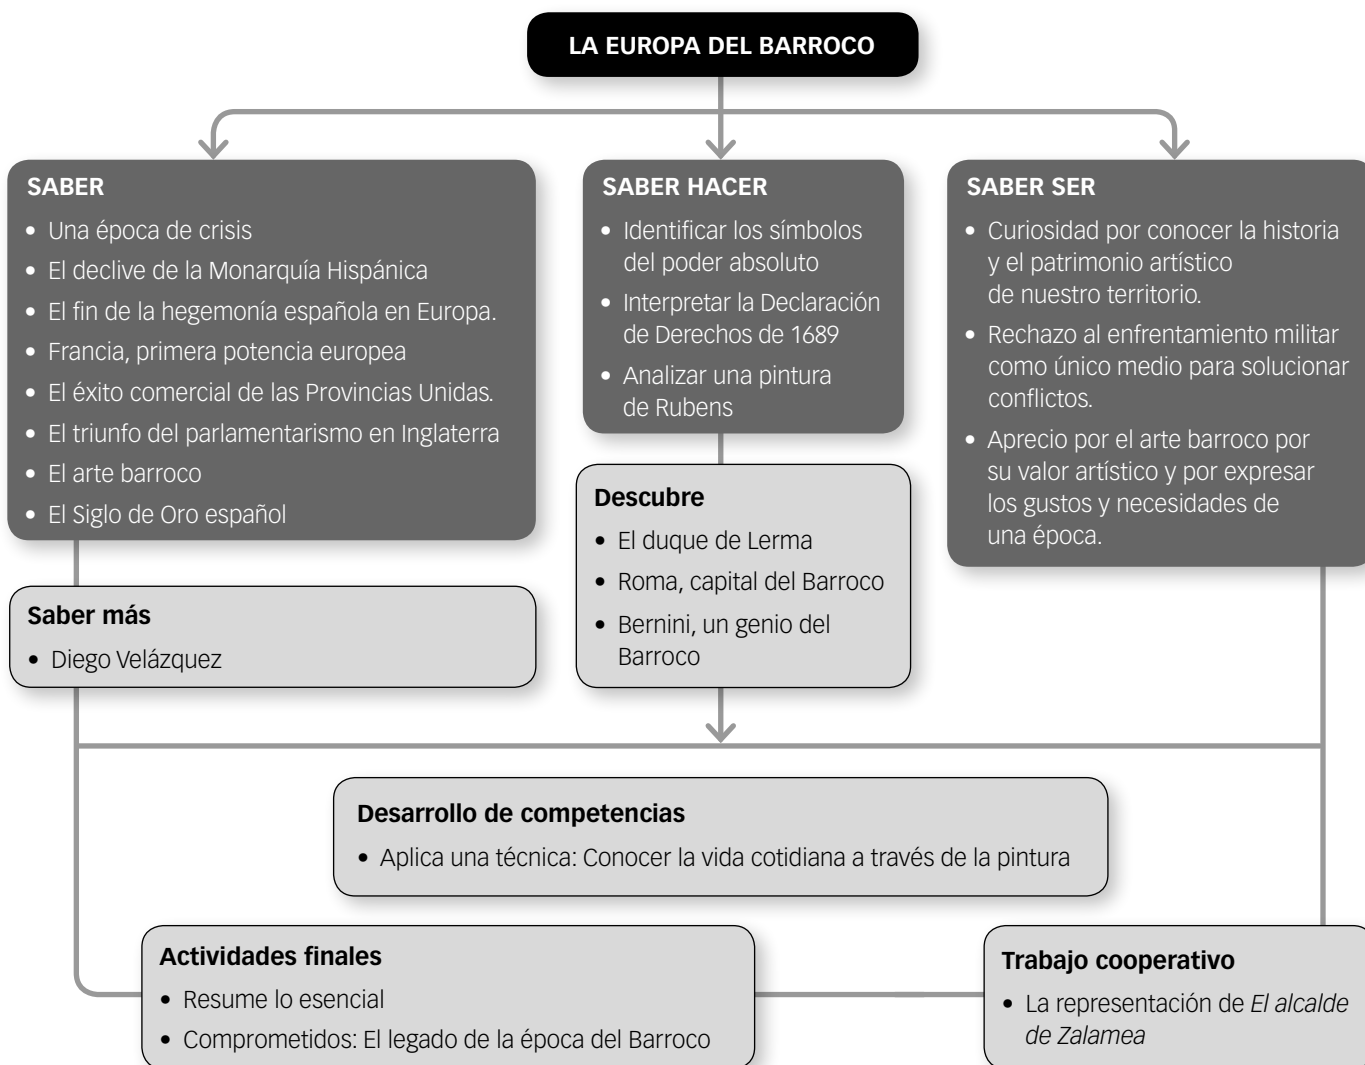 LA EUROPA DEL BARROCO
SABER
• Una época de crisis
• El declive de la Monarquía Hispánica
• El fin de la hegemonía española en Europa.
• Francia, primera potencia europea
• El éxito comercial de las Provincias Unidas.
• El triunfo del parlamentarismo en Inglaterra
• El arte barroco
• El Siglo de Oro español
Saber más
• Diego Velázquez
SABER HACER
• Identificar los símbolos
del poder absoluto
• Interpretar la Declaración
de Derechos de 1689
• Analizar una pintura
de Rubens
Descubre
• El duque de Lerma
• Roma, capital del Barroco
• Bernini, un genio del
Barroco
SABER SER
• Curiosidad por conocer la historia
y el patrimonio artístico
de nuestro territorio.
• Rechazo al enfrentamiento militar
como único medio para solucionar
conflictos.
• Aprecio por el arte barroco por
su valor artístico y por expresar
los gustos y necesidades de
una época.
Desarrollo de competencias
• Aplica una técnica: Conocer la vida cotidiana a través de la pintura
Actividades finales
• Resume lo esencial
• Comprometidos: El legado de la época del Barroco
Trabajo cooperativo
• La representación de El alcalde
de Zalamea